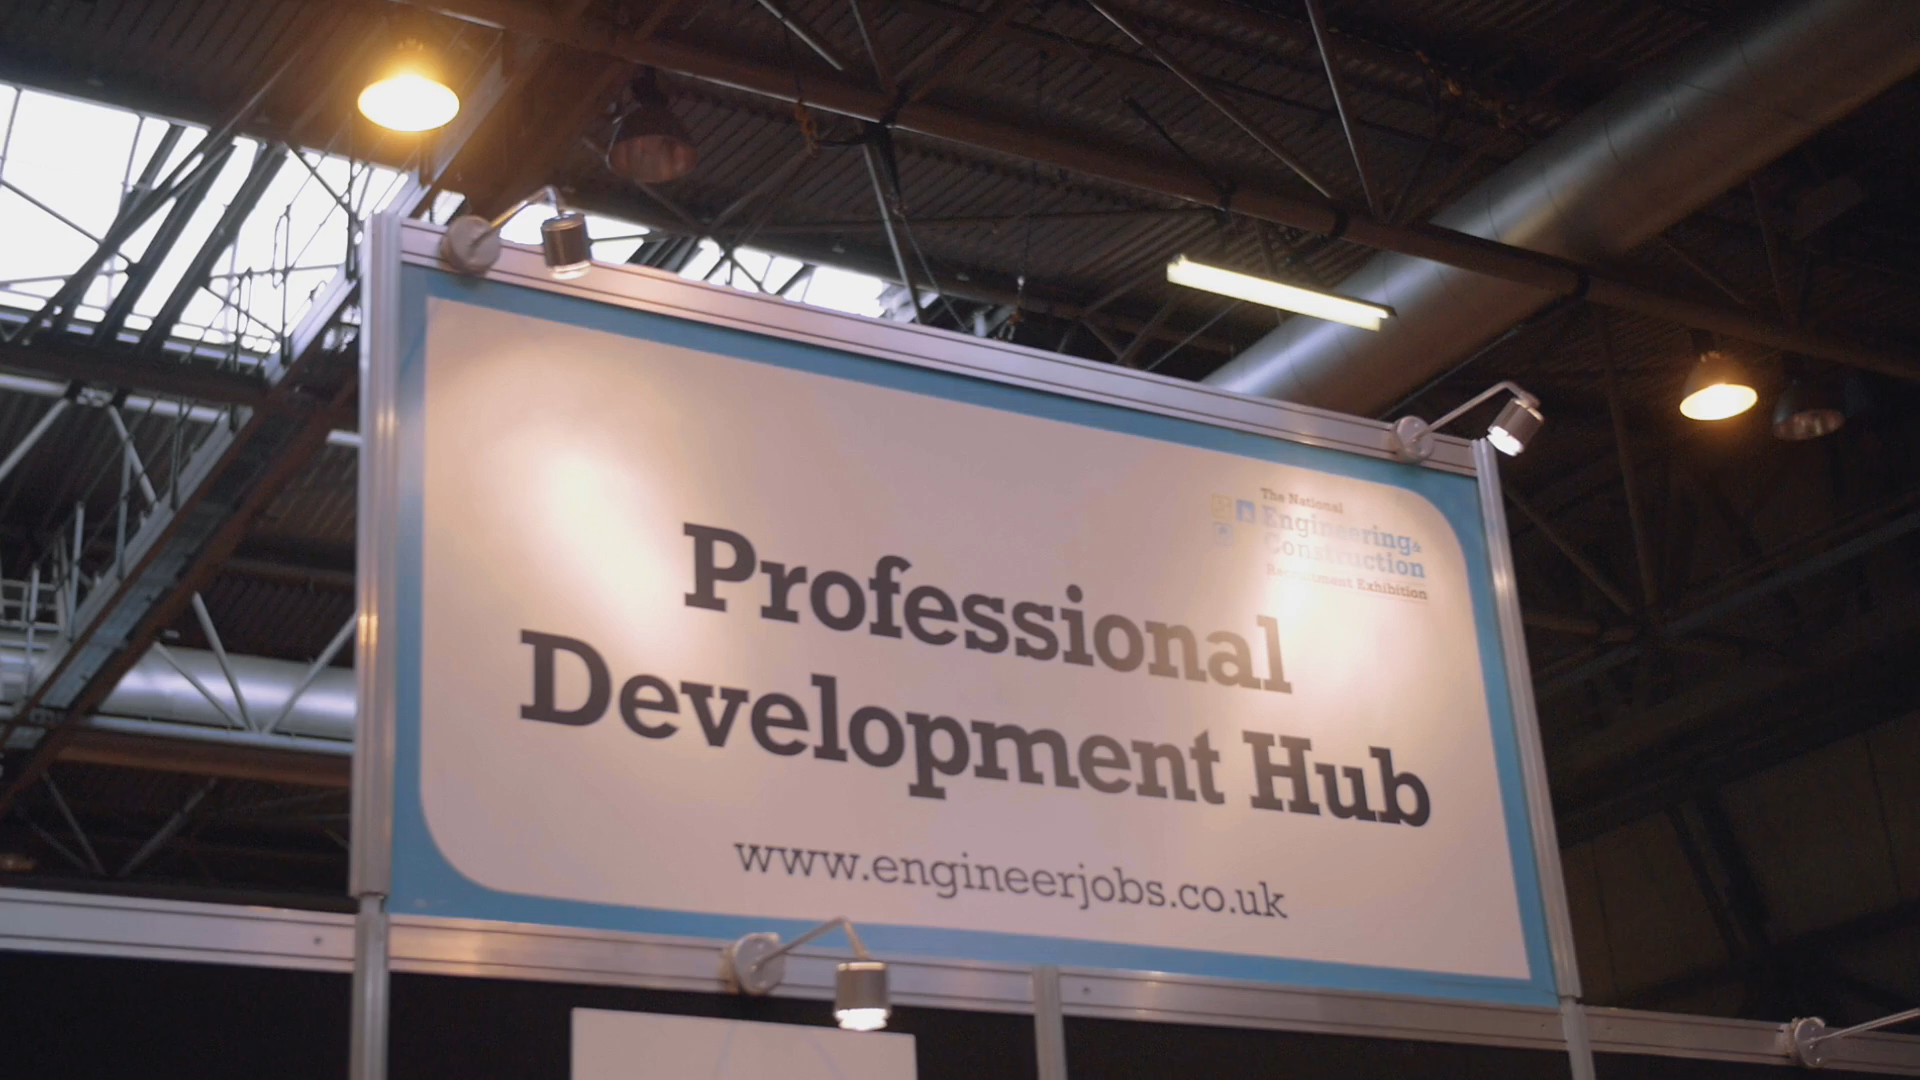 The National
Engineering &
Construction
Recruitment Exhibition
Professional
Development Hub
www.engineerjobs.co.uk